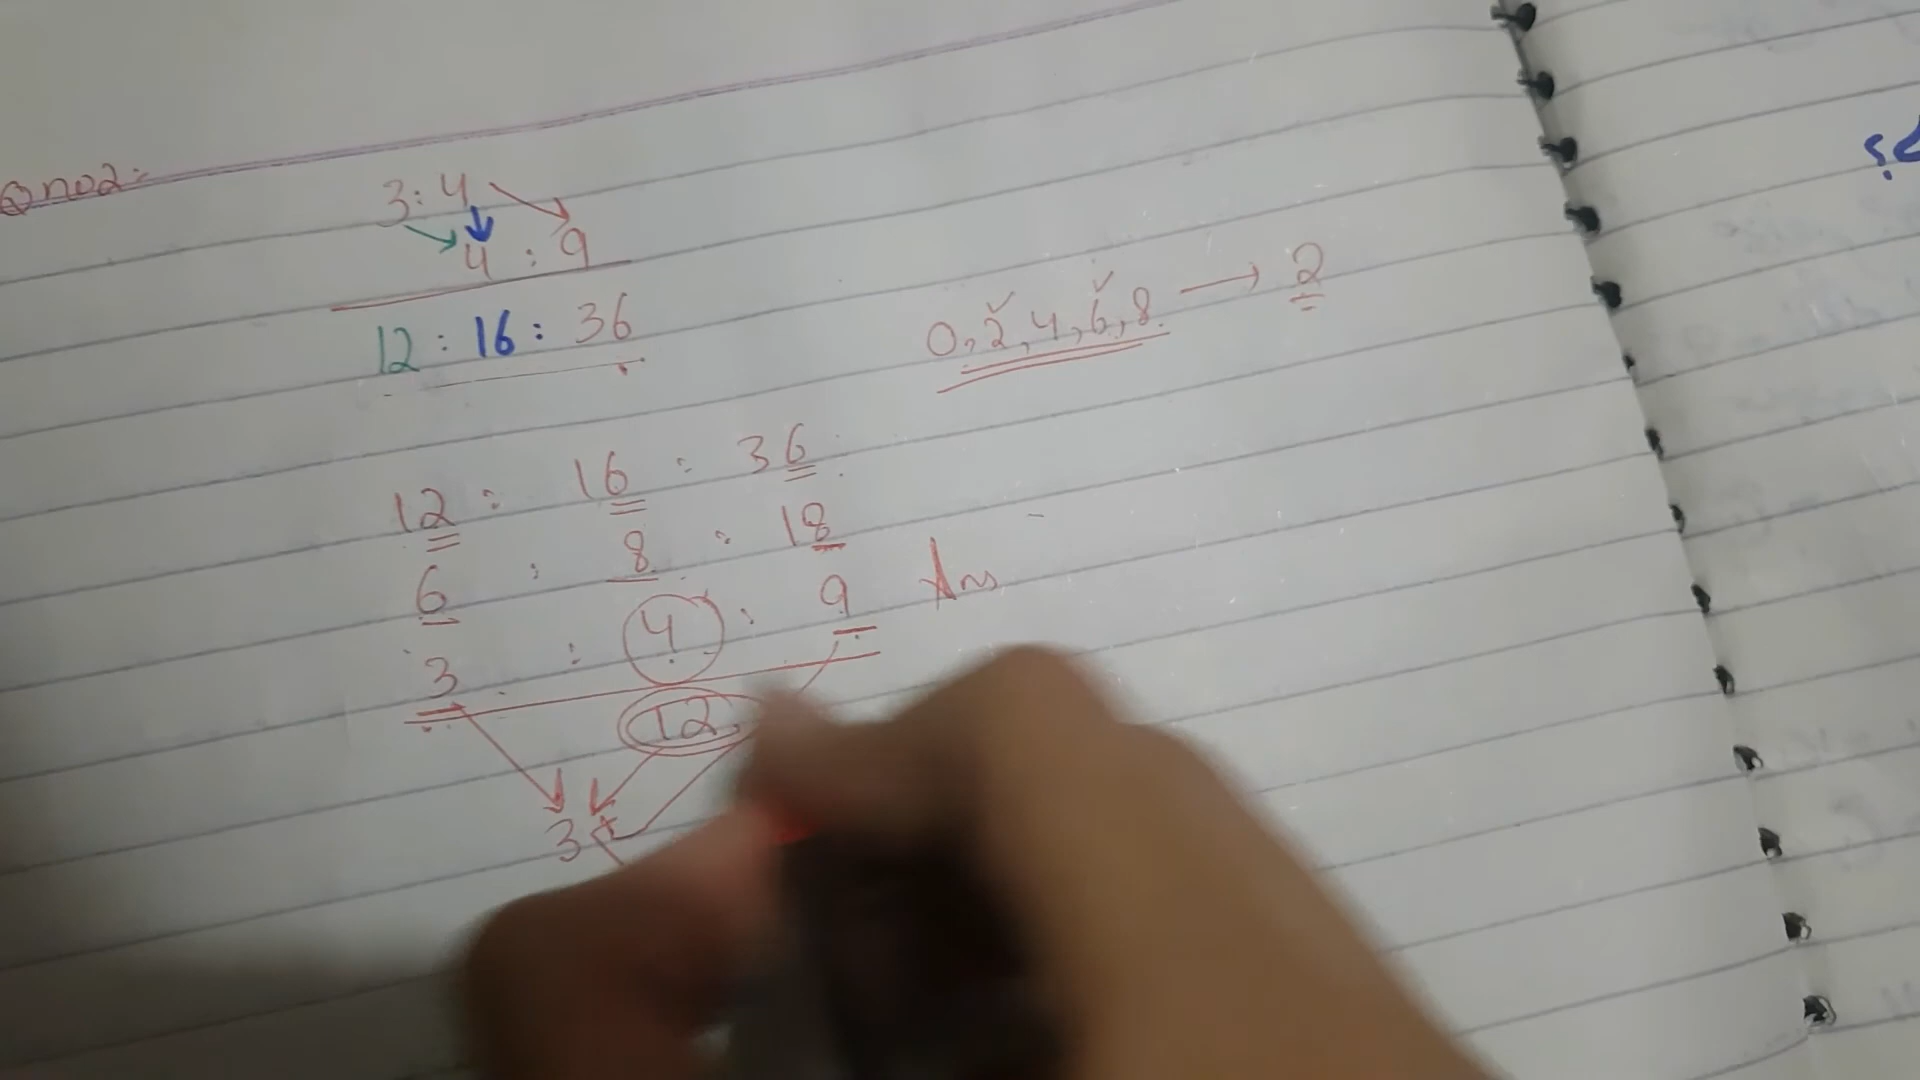 Qno2:
3:4
4:9
12:16:36
0,2,4,6,8. → 2
12: 16 : 36
6 : 8 : 18
3 : 4 : 9 Ans
12
3